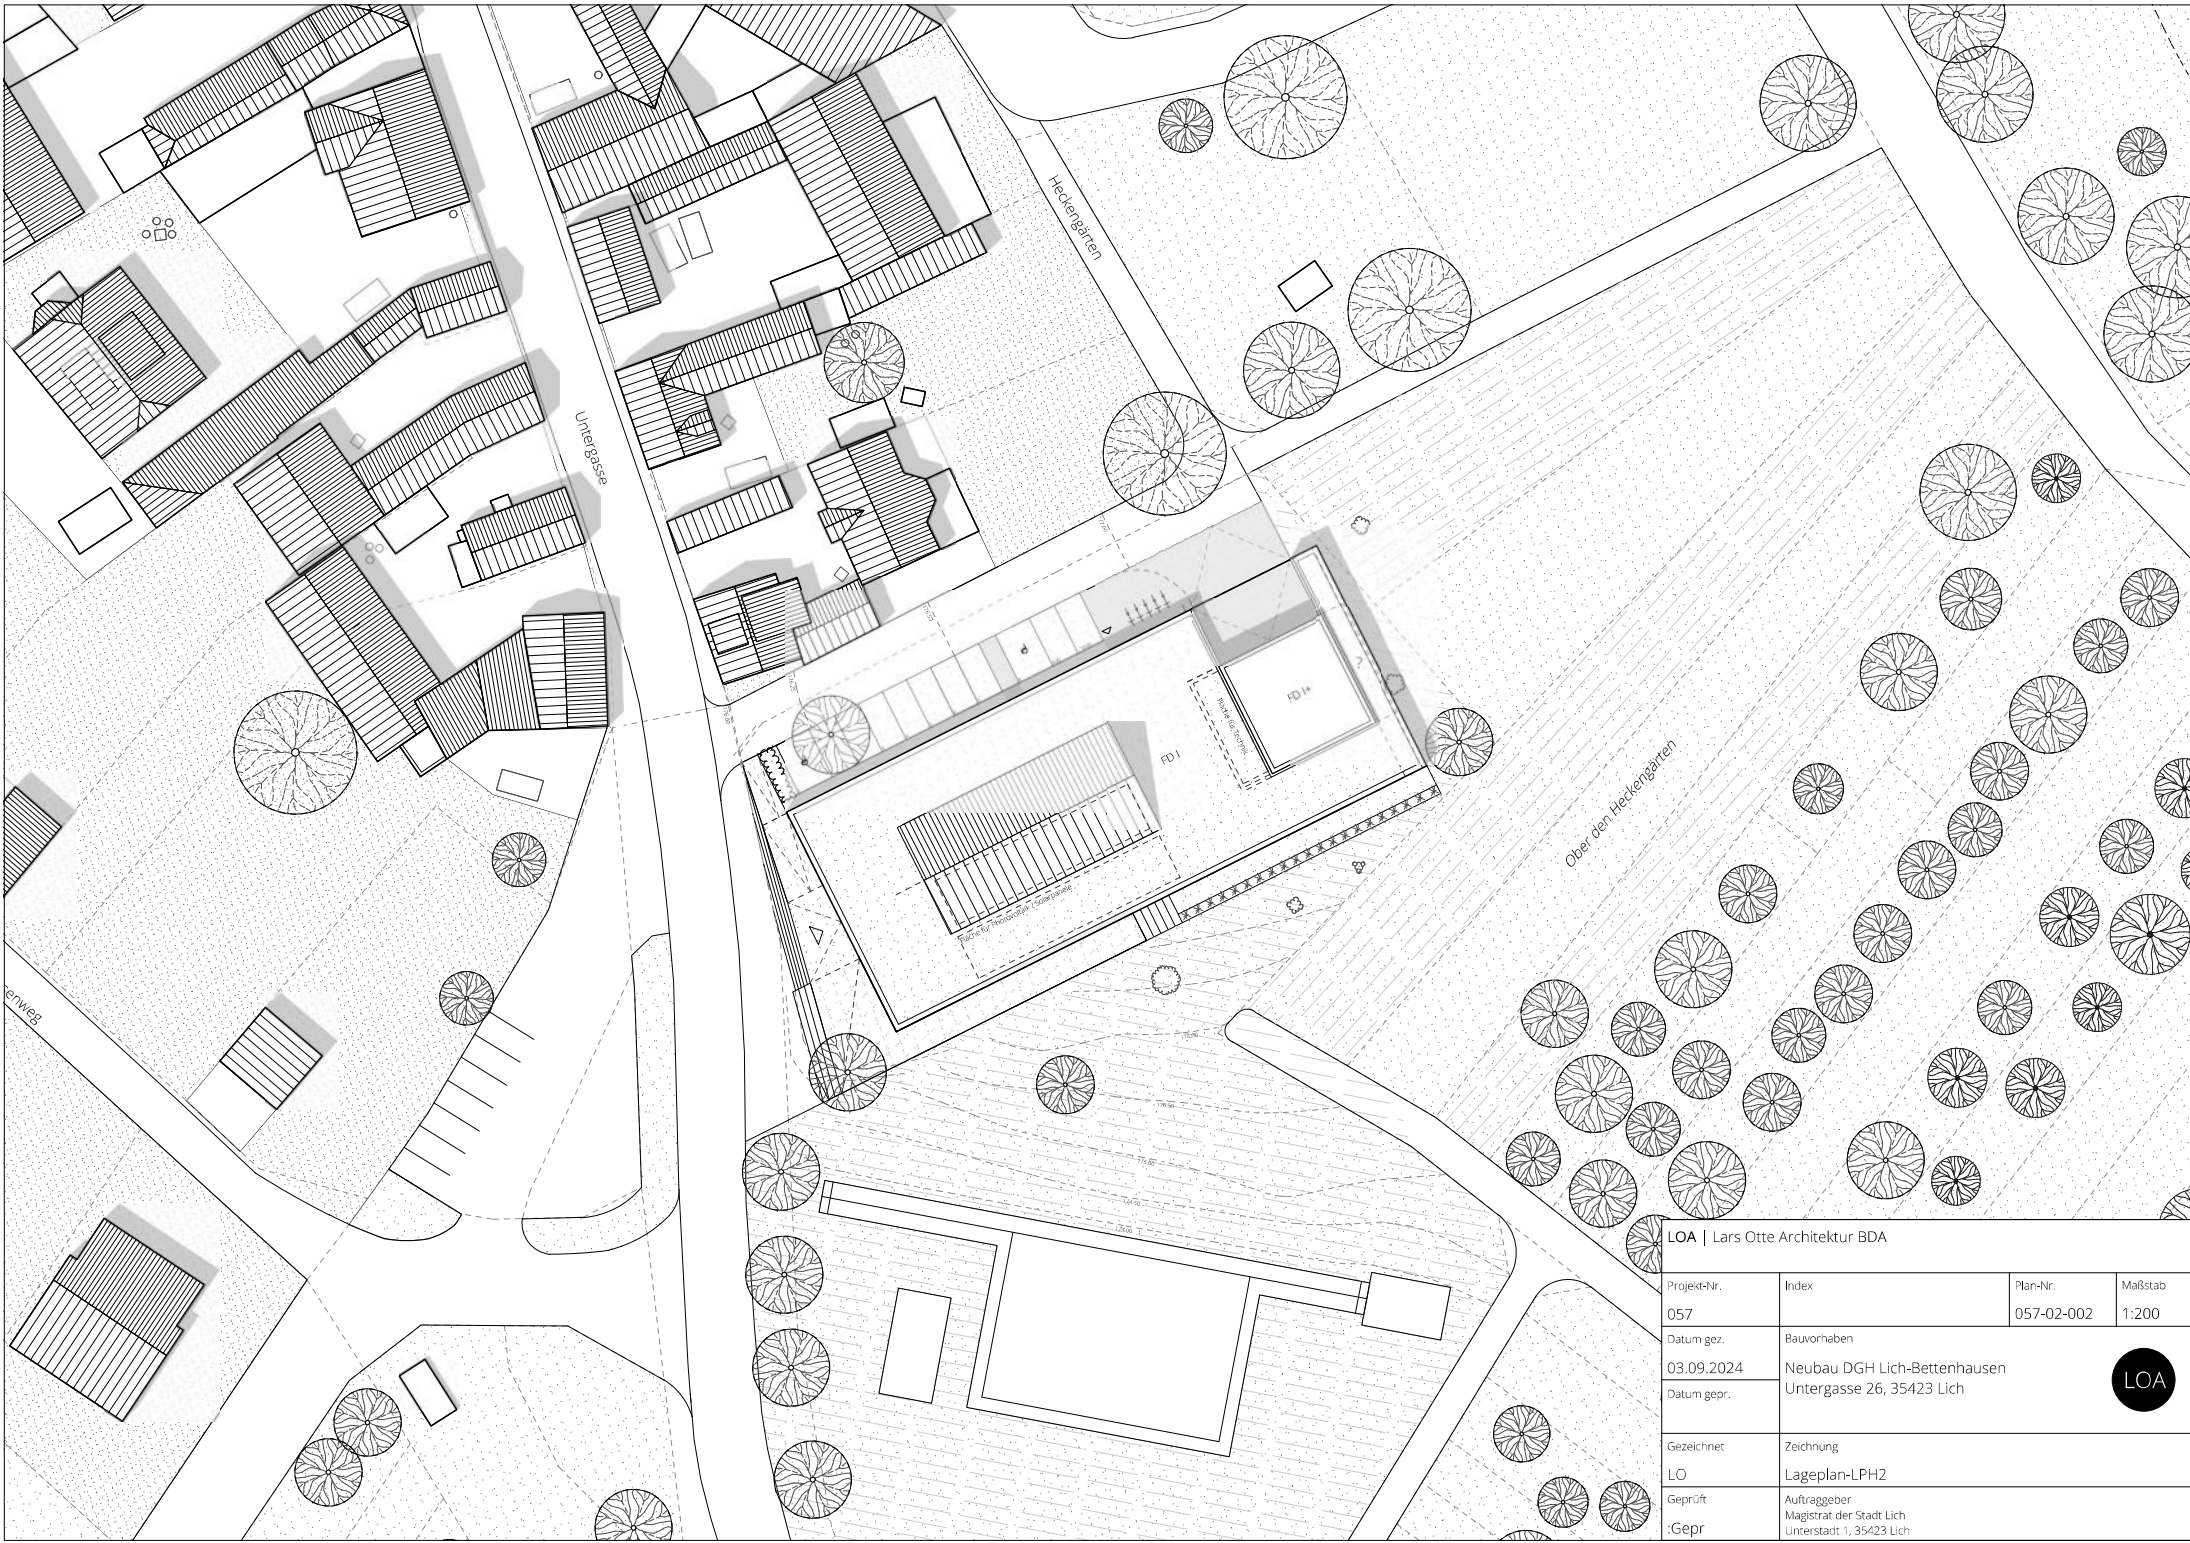 Heckengärten
Untergasse
Ober den Heckengärten
FD I+
Fläche für Technik
FD I
Fläche für Photovoltaik / Solarpaneele
?
senweg
LOA | Lars Otte Architektur BDA
Projekt-Nr.
057
Index
Plan-Nr.
057-02-002
Maßstab
1:200
Datum gez.
03.09.2024
Datum gepr.
Bauvorhaben
Neubau DGH Lich-Bettenhausen
Untergasse 26, 35423 Lich
LOA
Gezeichnet
LO
Zeichnung
Lageplan-LPH2
Geprüft
:Gepr
Auftraggeber
Magistrat der Stadt Lich
Unterstadt 1, 35423 Lich